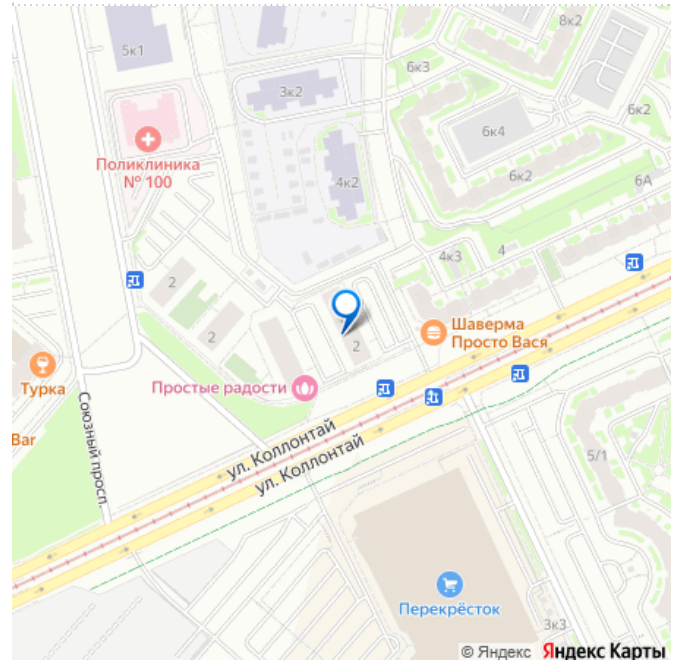 8к2
5к1
6к3
3к2
6к2
6к4
Поликлиника
№ 100
4к2
6к2
6А
4к3
4
2
2
2
Шаверма
Просто Вася
Турка
Простые радости
Bar
Союзный просп.
ул. Коллонтай
ул. Коллонтай
5/1
Перекрёсток
3к3
© Яндекс Яндекс Карты